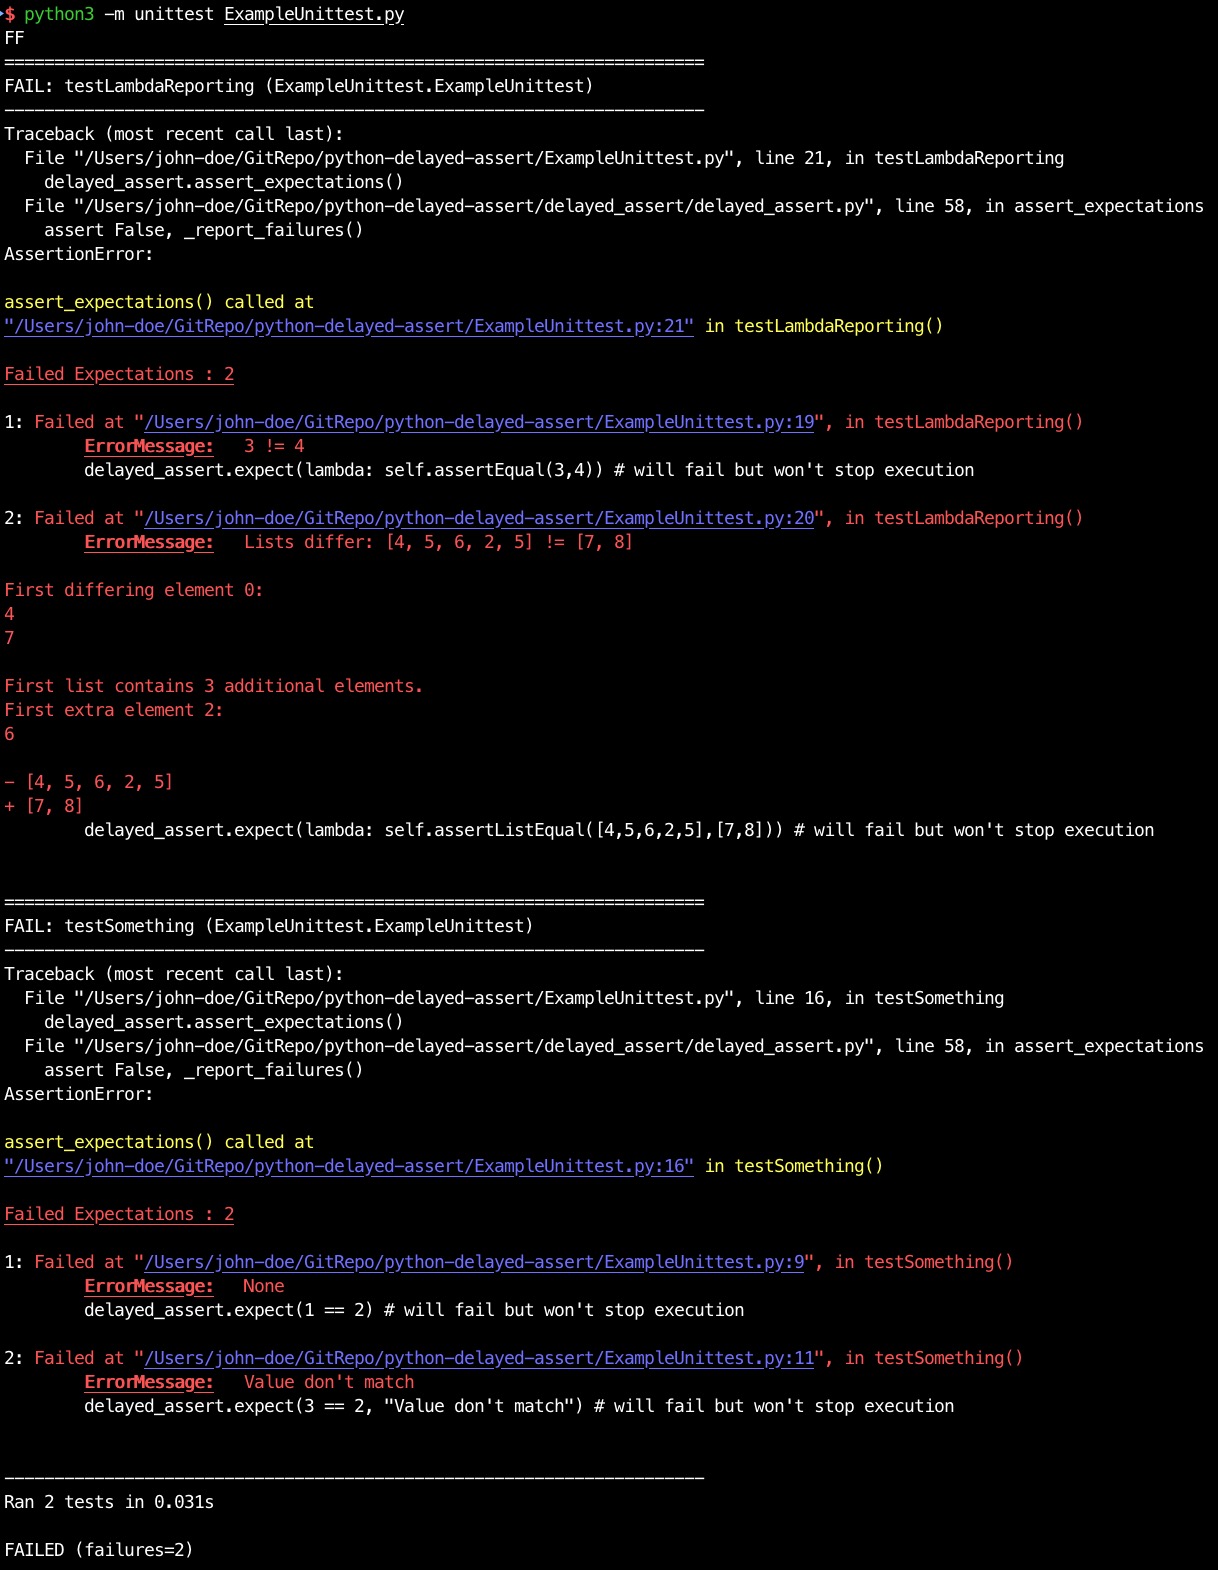 $ python3 -m unittest ExampleUnittest.py
FF
======================================================================
FAIL: testLambdaReporting (ExampleUnittest.ExampleUnittest)
----------------------------------------------------------------------
Traceback (most recent call last):
  File "/Users/john-doe/GitRepo/python-delayed-assert/ExampleUnittest.py", line 21, in testLambdaReporting
    delayed_assert.assert_expectations()
  File "/Users/john-doe/GitRepo/python-delayed-assert/delayed_assert/delayed_assert.py", line 58, in assert_expectations
    assert False, _report_failures()
AssertionError:

assert_expectations() called at
"/Users/john-doe/GitRepo/python-delayed-assert/ExampleUnittest.py:21" in testLambdaReporting()

Failed Expectations : 2

1: Failed at "/Users/john-doe/GitRepo/python-delayed-assert/ExampleUnittest.py:19", in testLambdaReporting()
        ErrorMessage:   3 != 4
        delayed_assert.expect(lambda: self.assertEqual(3,4)) # will fail but won't stop execution

2: Failed at "/Users/john-doe/GitRepo/python-delayed-assert/ExampleUnittest.py:20", in testLambdaReporting()
        ErrorMessage:   Lists differ: [4, 5, 6, 2, 5] != [7, 8]

First differing element 0:
4
7

First list contains 3 additional elements.
First extra element 2:
6

- [4, 5, 6, 2, 5]
+ [7, 8]
        delayed_assert.expect(lambda: self.assertListEqual([4,5,6,2,5],[7,8])) # will fail but won't stop execution


======================================================================
FAIL: testSomething (ExampleUnittest.ExampleUnittest)
----------------------------------------------------------------------
Traceback (most recent call last):
  File "/Users/john-doe/GitRepo/python-delayed-assert/ExampleUnittest.py", line 16, in testSomething
    delayed_assert.assert_expectations()
  File "/Users/john-doe/GitRepo/python-delayed-assert/delayed_assert/delayed_assert.py", line 58, in assert_expectations
    assert False, _report_failures()
AssertionError:

assert_expectations() called at
"/Users/john-doe/GitRepo/python-delayed-assert/ExampleUnittest.py:16" in testSomething()

Failed Expectations : 2

1: Failed at "/Users/john-doe/GitRepo/python-delayed-assert/ExampleUnittest.py:9", in testSomething()
        ErrorMessage:   None
        delayed_assert.expect(1 == 2) # will fail but won't stop execution

2: Failed at "/Users/john-doe/GitRepo/python-delayed-assert/ExampleUnittest.py:11", in testSomething()
        ErrorMessage:   Value don't match
        delayed_assert.expect(3 == 2, "Value don't match") # will fail but won't stop execution


----------------------------------------------------------------------
Ran 2 tests in 0.031s

FAILED (failures=2)